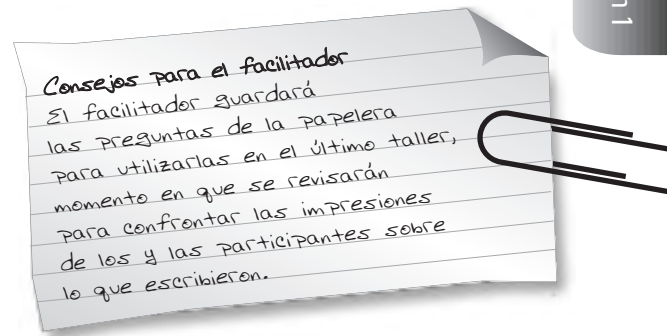 Consejos para el facilitador
El facilitador guardará
las preguntas de la papelera
para utilizarlas en el último taller,
momento en que se revisarán
para confrontar las impresiones
de los y las participantes sobre
lo que escribieron.
n 1